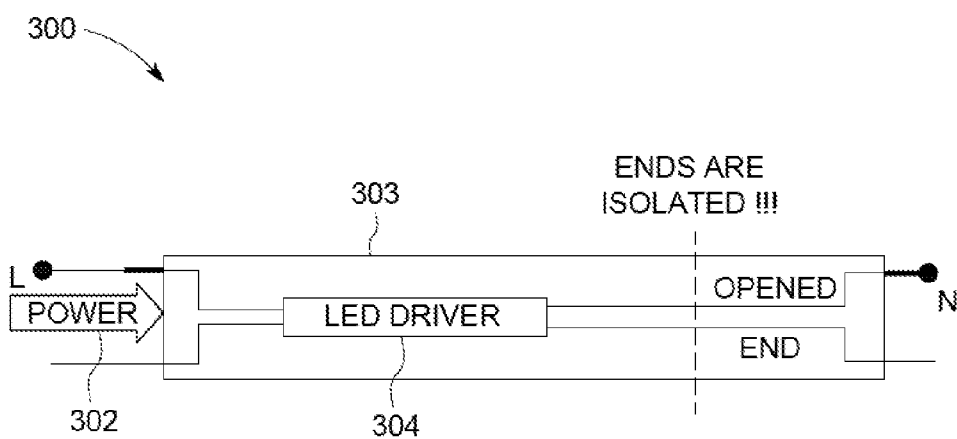 300
ENDS ARE
ISOLATED !!!
303
L
POWER
LED DRIVER
OPENED
END
N
302
304